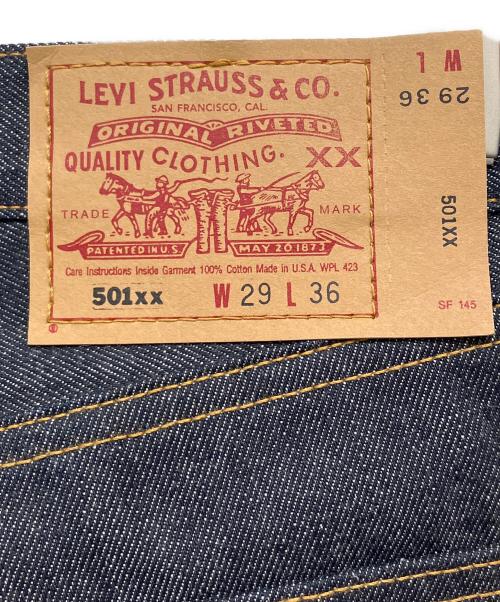 LEVI STRAUSS & CO.
SAN FRANCISCO, CAL.
ORIGINAL RIVETED
QUALITY CLOTHING. XX
TRADE MARK
PATENTED IN U.S. MAY 20 1873
Care Instructions Inside Garment 100% Cotton Made in U.S.A. WPL 423
501xx W 29 L 36
W L
29 36
501XX
SF 145